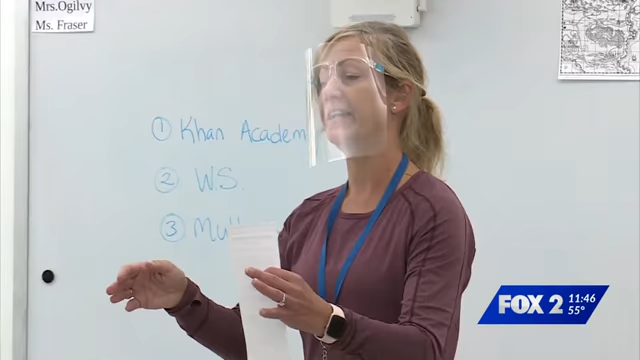 Mrs.Ogilvy
Ms. Fraser
① Khan Academ
② W.S.
③
FOX 2 11:46
55°